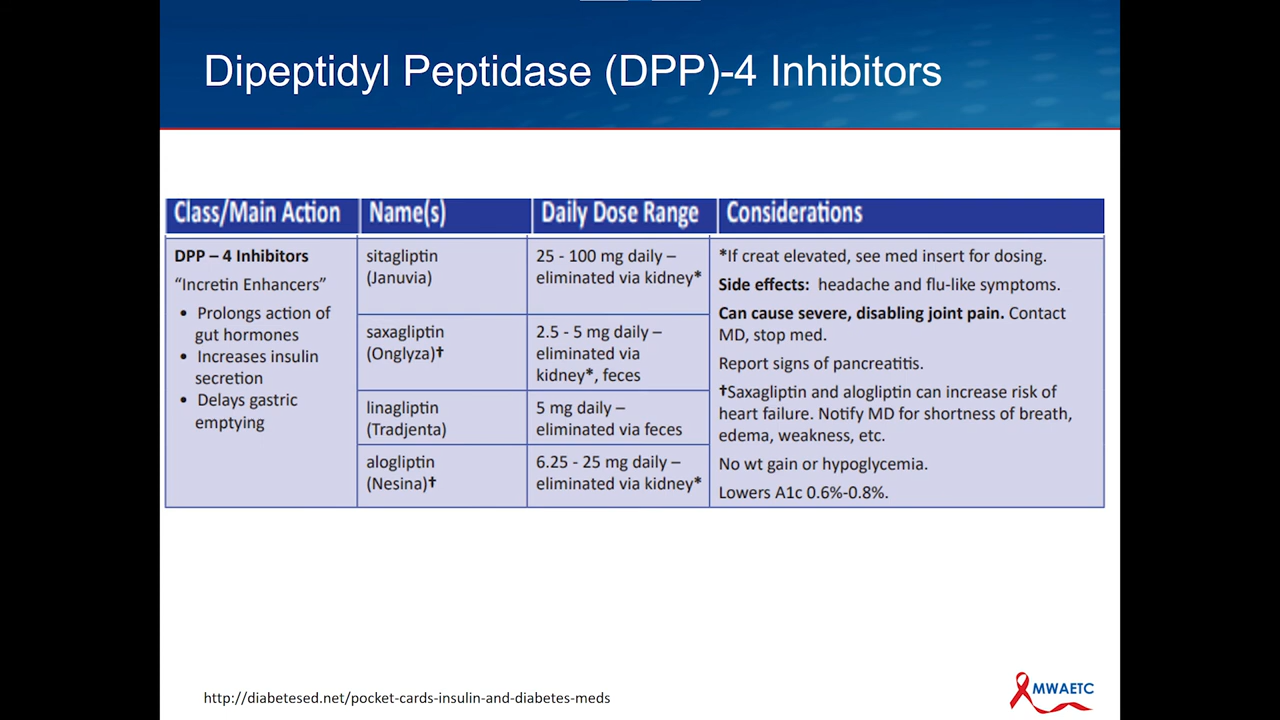 Dipeptidyl Peptidase (DPP)-4 Inhibitors
Class/Main Action
Name(s)
Daily Dose Range
Considerations
DPP – 4 Inhibitors
“Incretin Enhancers”
• Prolongs action of
gut hormones
• Increases insulin
secretion
• Delays gastric
emptying
sitagliptin
(Januvia)
25 - 100 mg daily –
eliminated via kidney*
saxagliptin
(Onglyza)†
2.5 - 5 mg daily –
eliminated via
kidney*, feces
linagliptin
(Tradjenta)
5 mg daily –
eliminated via feces
alogliptin
(Nesina)†
6.25 - 25 mg daily –
eliminated via kidney*
*If creat elevated, see med insert for dosing.
Side effects: headache and flu-like symptoms.
Can cause severe, disabling joint pain. Contact
MD, stop med.
Report signs of pancreatitis.
†Saxagliptin and alogliptin can increase risk of
heart failure. Notify MD for shortness of breath,
edema, weakness, etc.
No wt gain or hypoglycemia.
Lowers A1c 0.6%-0.8%.
http://diabetesed.net/pocket-cards-insulin-and-diabetes-meds
MWAETC